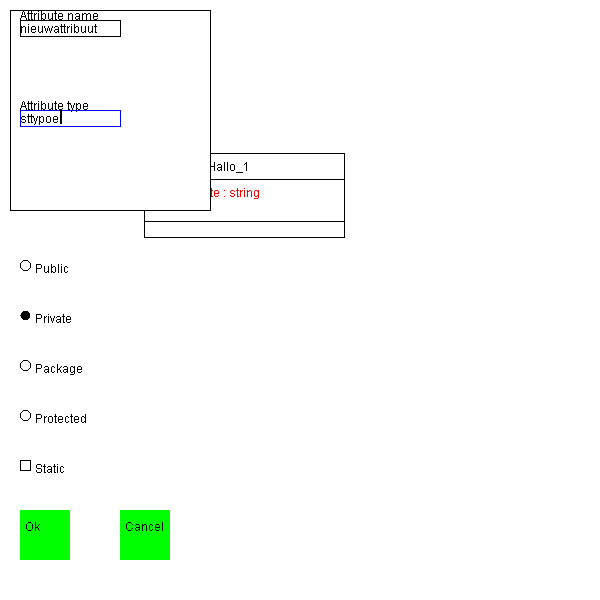 Attribute name
nieuwattribuut
Attribute type
sttypoe
Hallo_1
te : string
Public
Private
Package
Protected
Static
Ok
Cancel